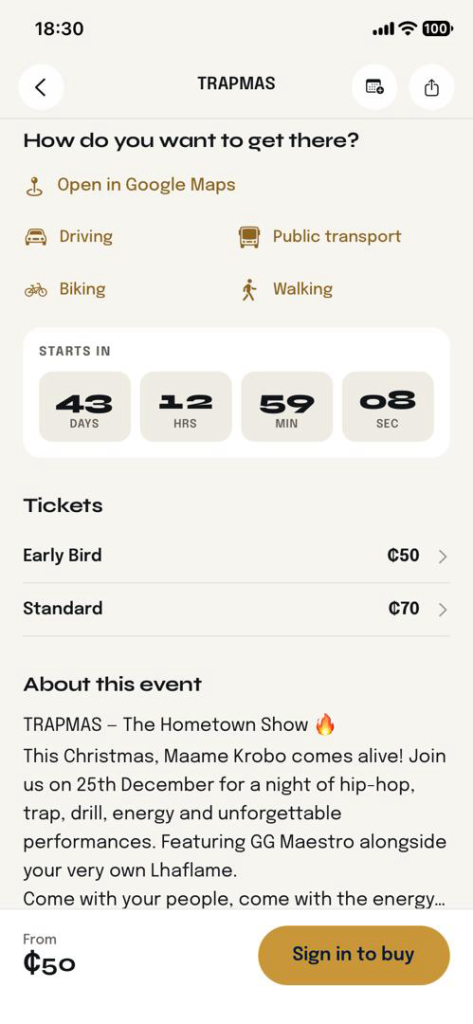 18:30
100
TRAPMAS
How do you want to get there?
Open in Google Maps
Driving
Public transport
Biking
Walking
STARTS IN
43 12 59 08
DAYS HRS MIN SEC
Tickets
Early Bird ₵50
Standard ₵70
About this event
TRAPMAS – The Hometown Show 🔥
This Christmas, Maame Krobo comes alive! Join
us on 25th December for a night of hip-hop,
trap, drill, energy and unforgettable
performances. Featuring GG Maestro alongside
your very own Lhaflame.
Come with your people, come with the energy...
From
₵50
Sign in to buy